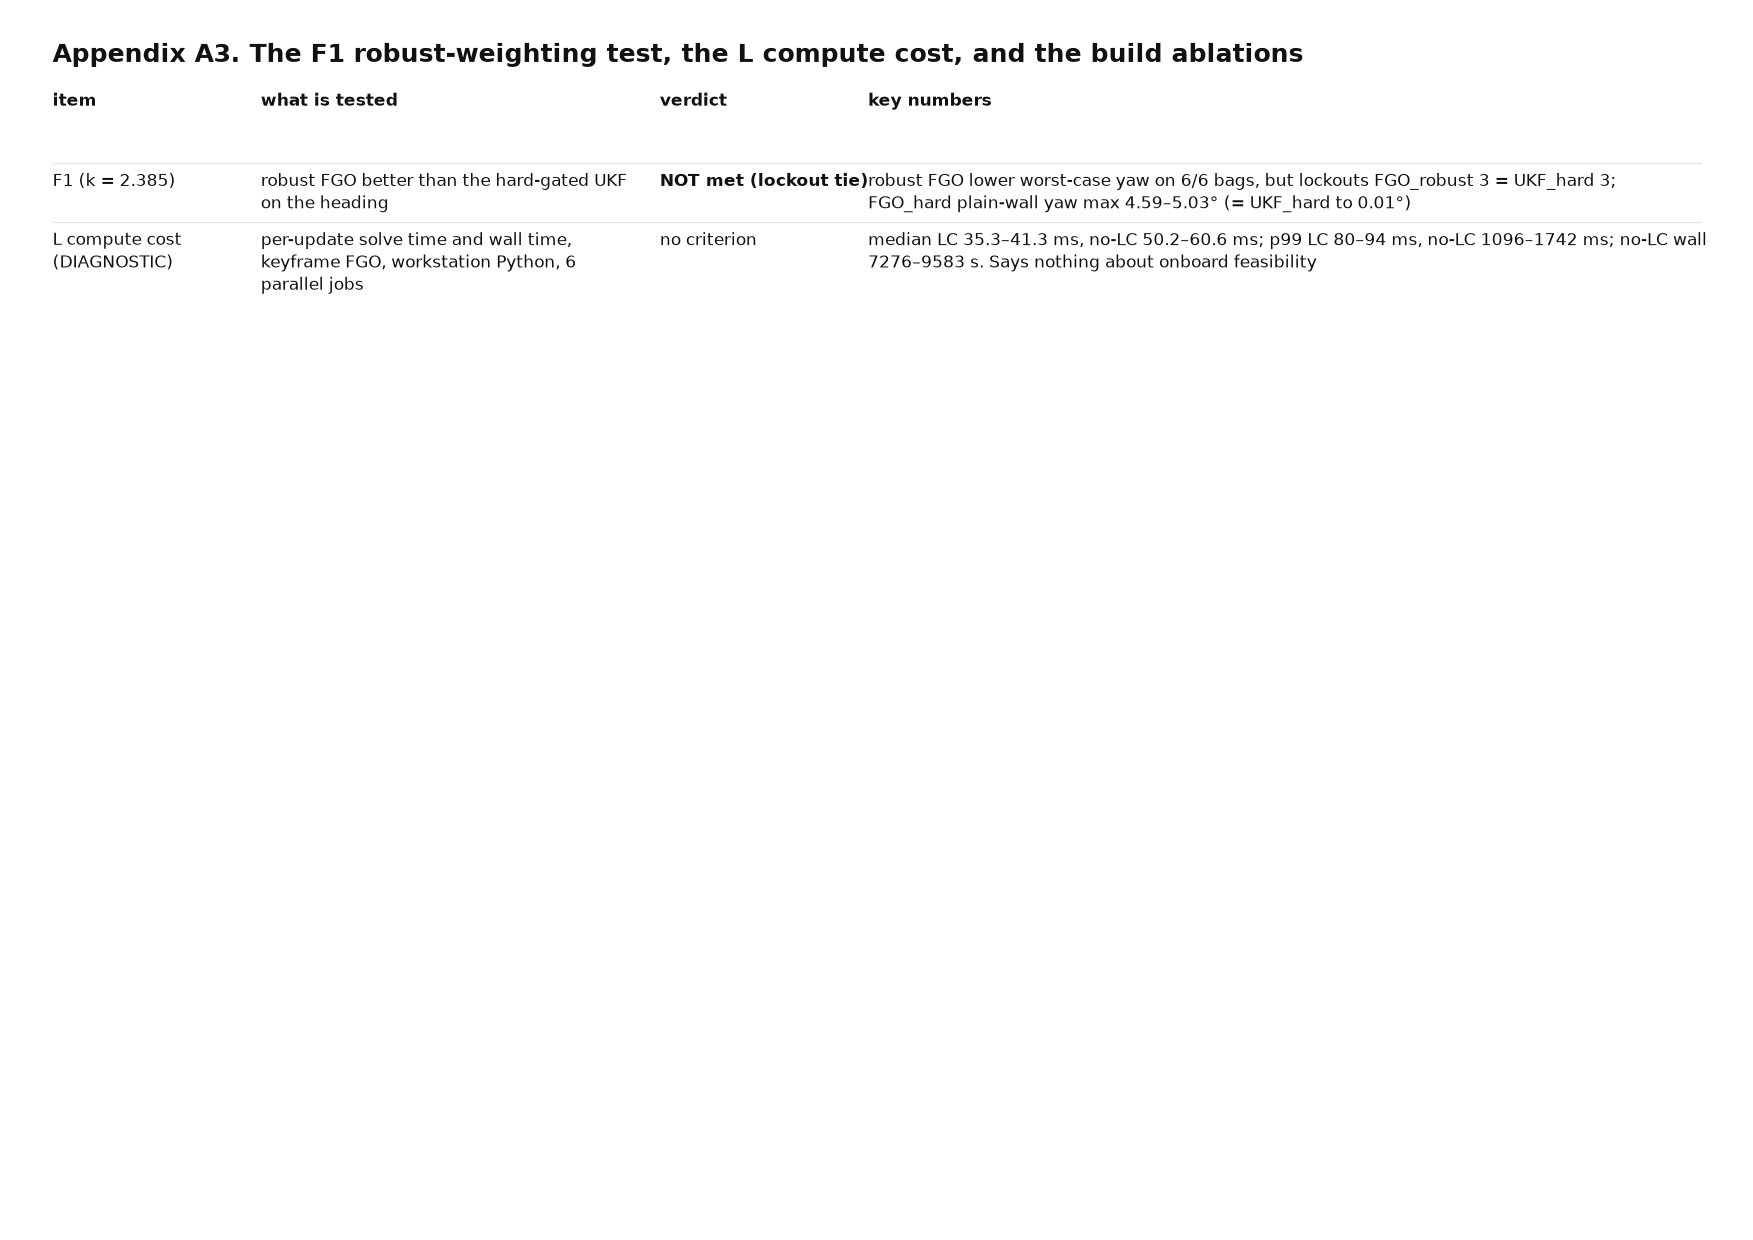 Appendix A3. The F1 robust-weighting test, the L compute cost, and the build ablations
item what is tested verdict key numbers
F1 (k = 2.385) robust FGO better than the hard-gated UKF NOT met (lockout tie) robust FGO lower worst-case yaw on 6/6 bags, but lockouts FGO_robust 3 = UKF_hard 3;
on the heading FGO_hard plain-wall yaw max 4.59–5.03° (= UKF_hard to 0.01°)
L compute cost per-update solve time and wall time, no criterion median LC 35.3–41.3 ms, no-LC 50.2–60.6 ms; p99 LC 80–94 ms, no-LC 1096–1742 ms; no-LC wall
(DIAGNOSTIC) keyframe FGO, workstation Python, 6 7276–9583 s. Says nothing about onboard feasibility
parallel jobs